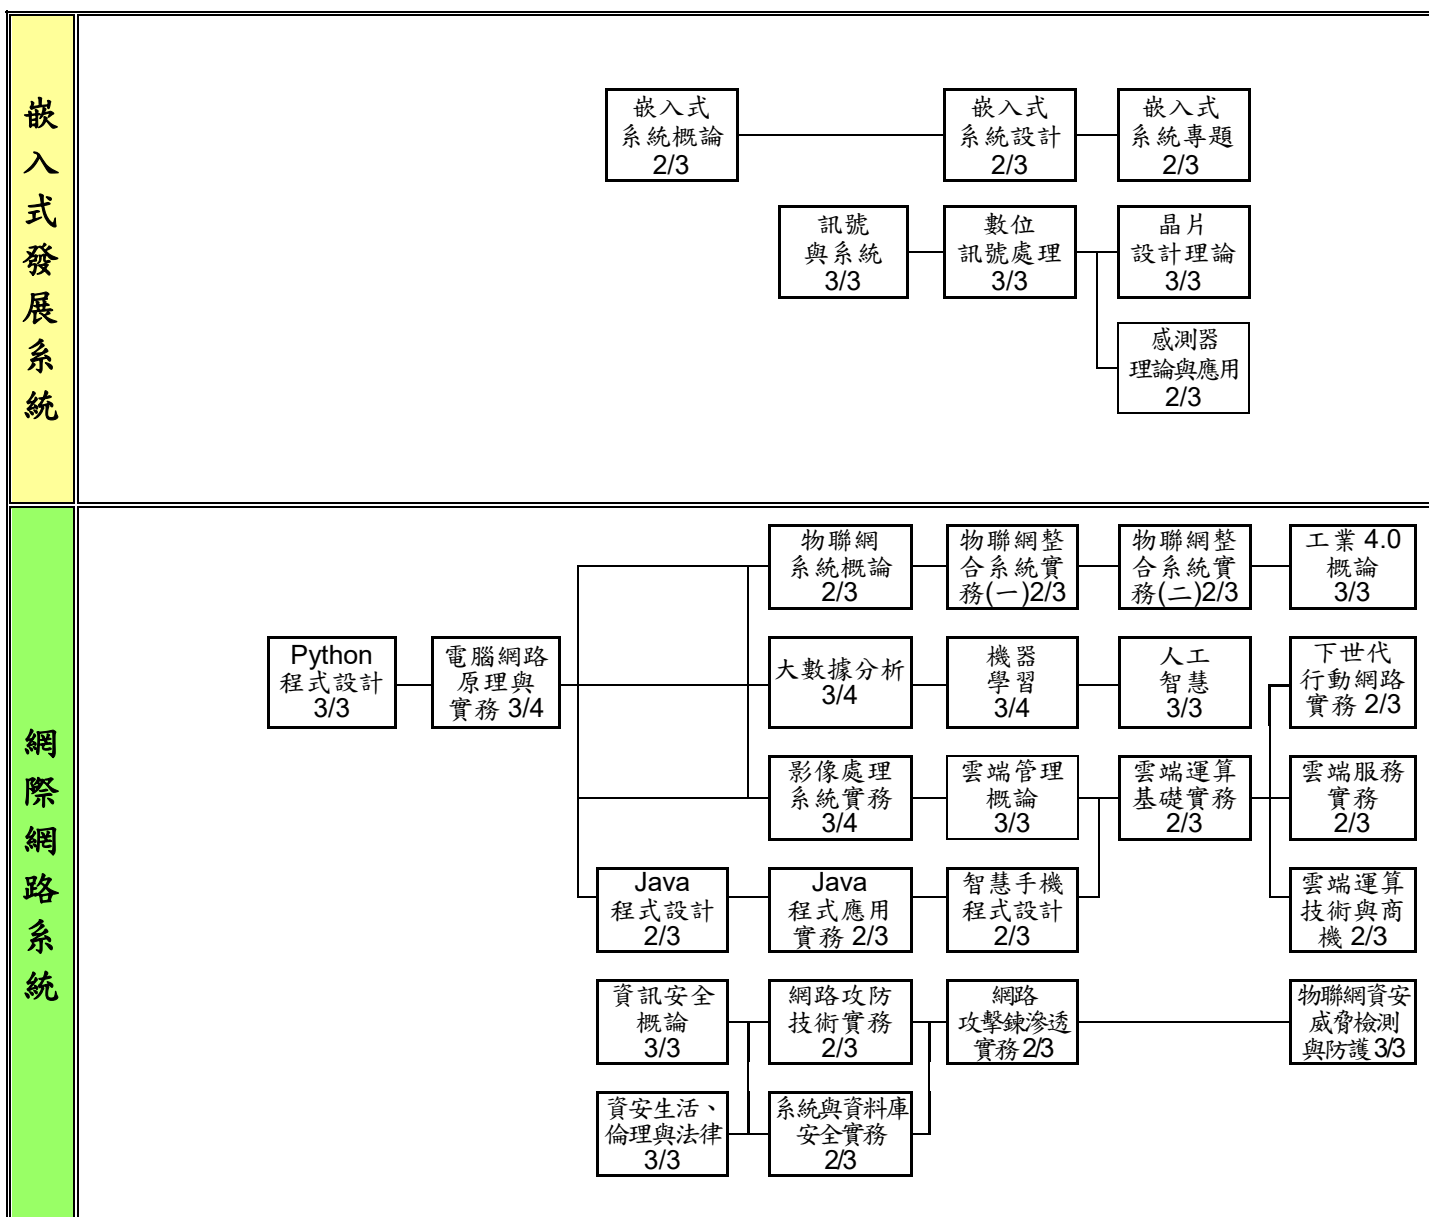 嵌入式發展系統
嵌入式
系統概論
2/3
嵌入式
系統設計
2/3
嵌入式
系統專題
2/3
訊號
與系統
3/3
數位
訊號處理
3/3
晶片
設計理論
3/3
感測器
理論與應用
2/3
網際網路系統
物聯網
系統概論
2/3
物聯網整
合系統實
務(一)2/3
物聯網整
合系統實
務(二)2/3
工業 4.0
概論
3/3
Python
程式設計
3/3
電腦網路
原理與
實務 3/4
大數據分析
3/4
機器
學習
3/4
人工
智慧
3/3
下世代
行動網路
實務 2/3
影像處理
系統實務
3/4
雲端管理
概論
3/3
雲端運算
基礎實務
2/3
雲端服務
實務
2/3
Java
程式設計
2/3
Java
程式應用
實務 2/3
智慧手機
程式設計
2/3
雲端運算
技術與商
機 2/3
資訊安全
概論
3/3
網路攻防
技術實務
2/3
網路
攻擊鍊滲透
實務 2/3
物聯網資安
威脅檢測
與防護 3/3
資安生活、
倫理與法律
3/3
系統與資料庫
安全實務
2/3